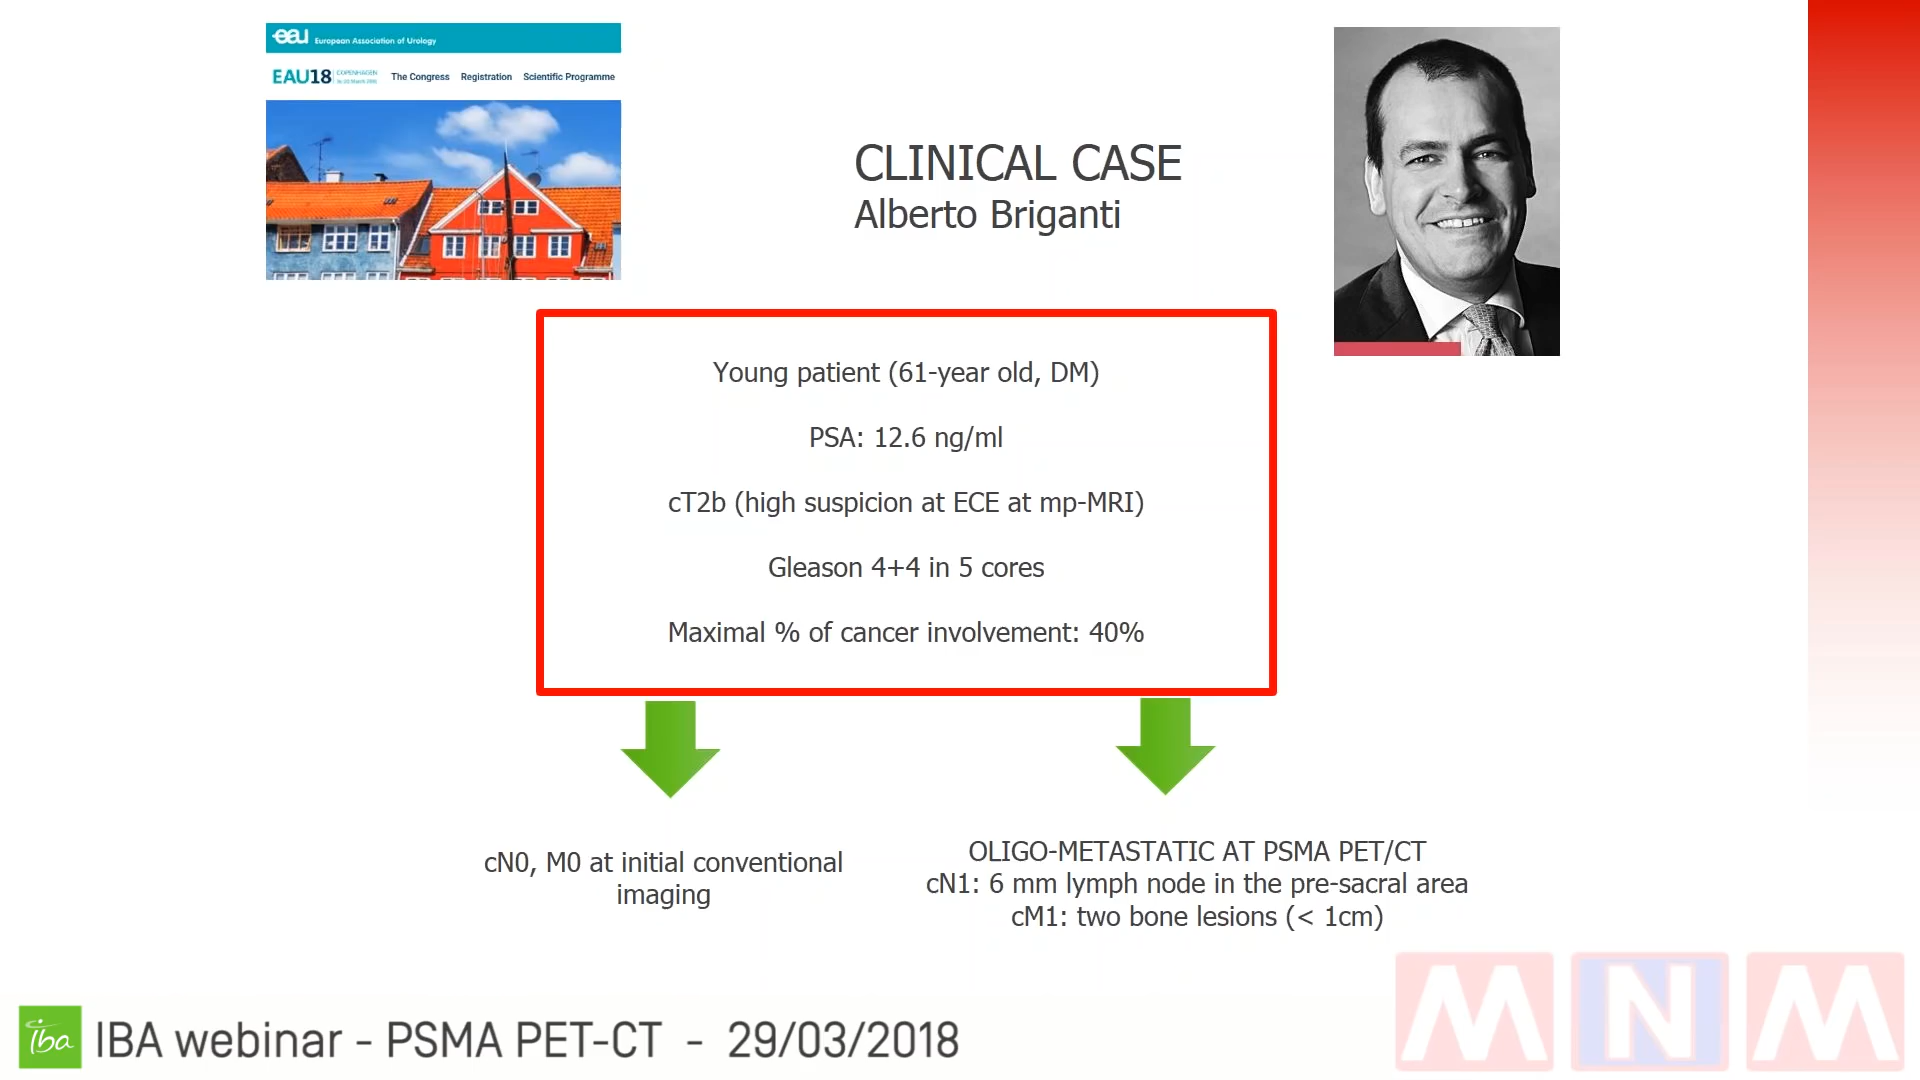 eau European Association of Urology
EAU18 COPENHAGEN
The Congress Registration Scientific Programme
CLINICAL CASE
Alberto Briganti
Young patient (61-year old, DM)
PSA: 12.6 ng/ml
cT2b (high suspicion at ECE at mp-MRI)
Gleason 4+4 in 5 cores
Maximal % of cancer involvement: 40%
cN0, M0 at initial conventional
imaging
OLIGO-METASTATIC AT PSMA PET/CT
cN1: 6 mm lymph node in the pre-sacral area
cM1: two bone lesions (< 1cm)
iba IBA webinar - PSMA PET-CT - 29/03/2018
MNM